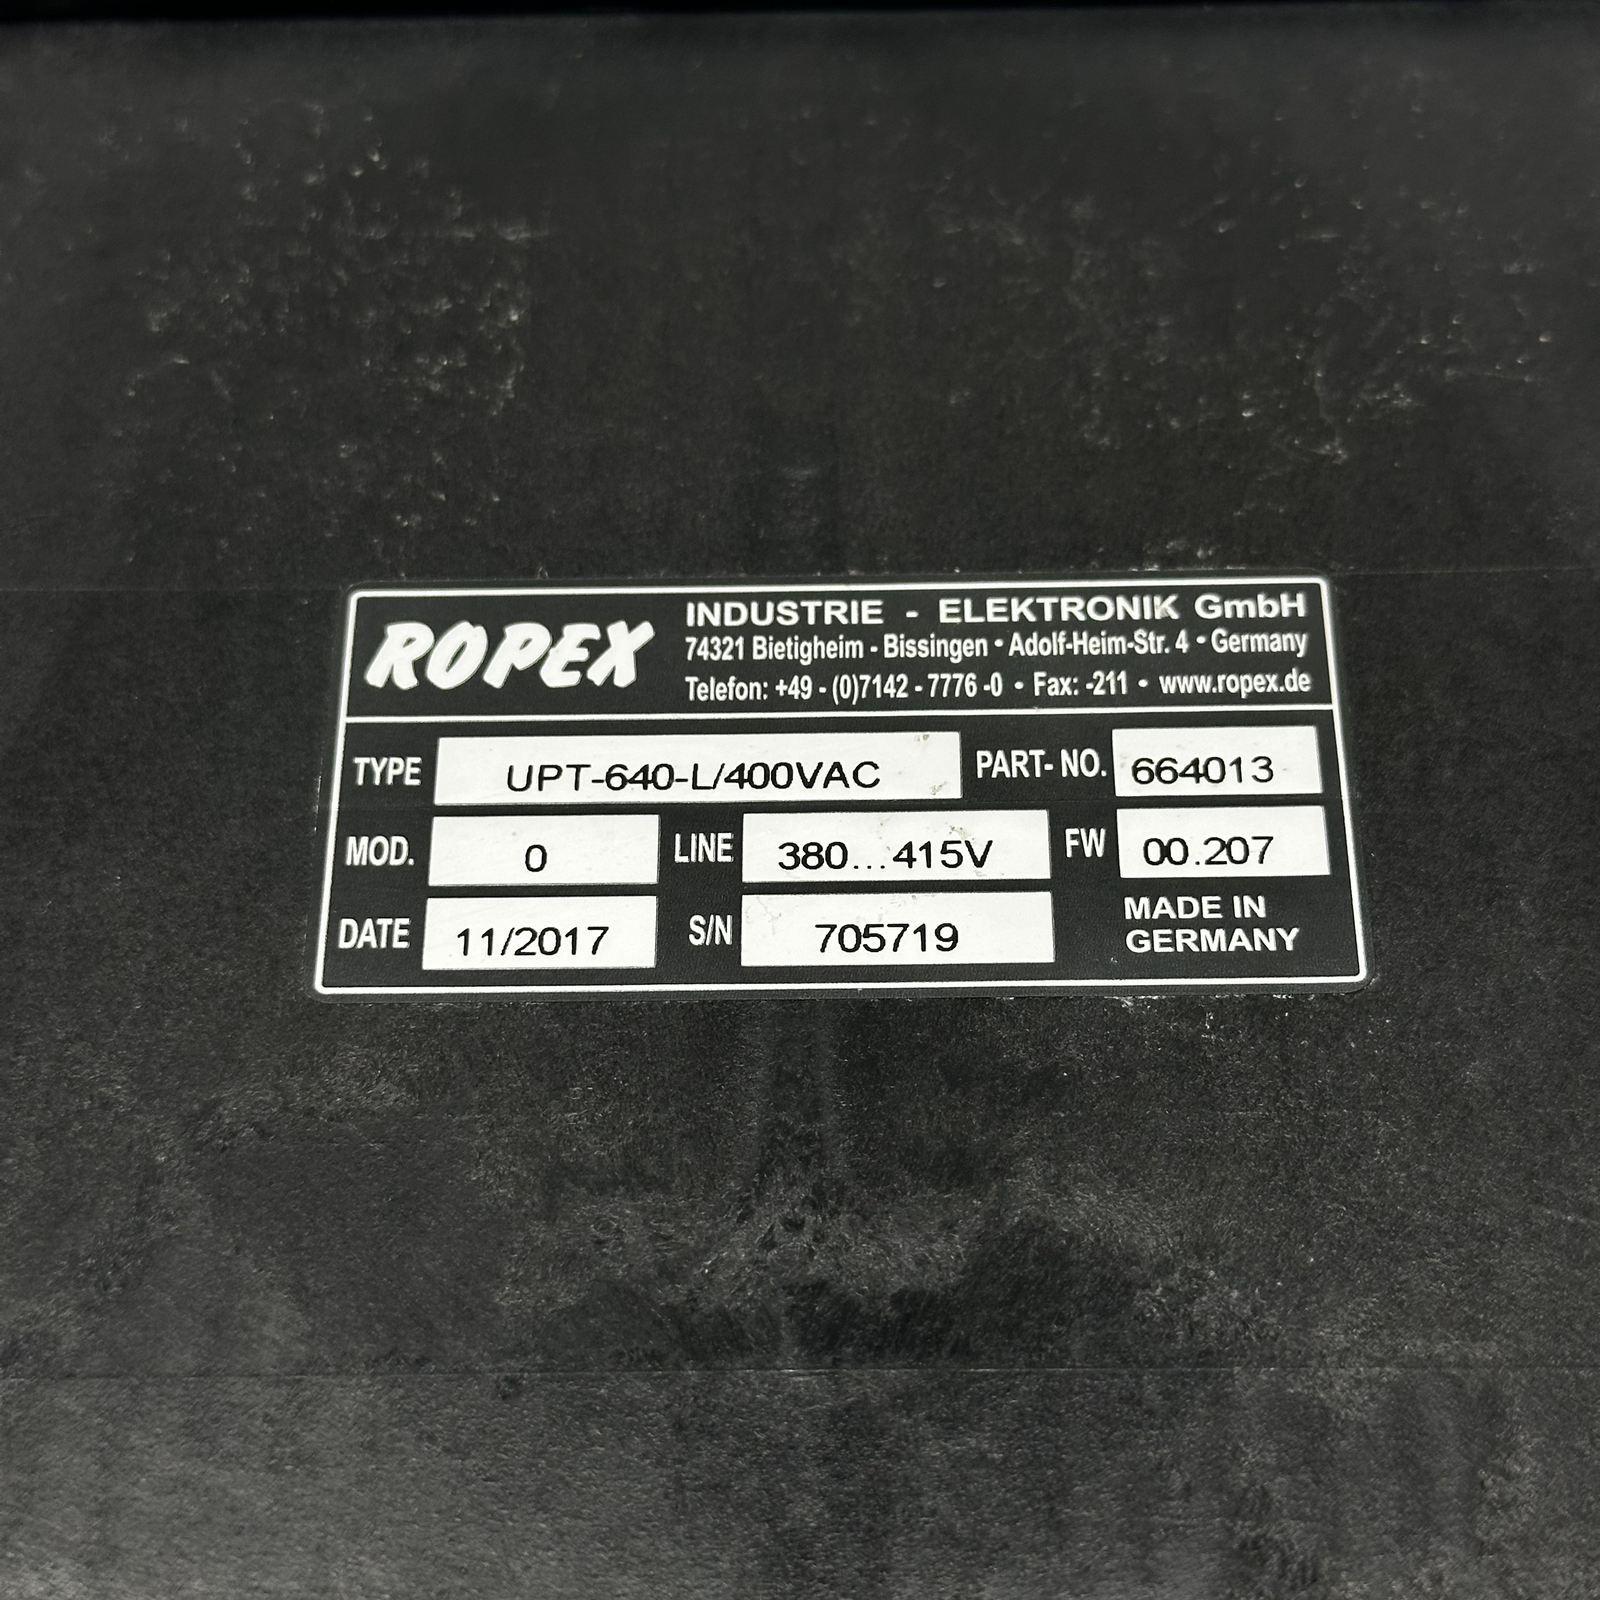 ROPEX
INDUSTRIE - ELEKTRONIK GmbH
74321 Bietigheim - Bissingen • Adolf-Heim-Str. 4 • Germany
Telefon: +49 - (0)7142 - 7776 -0 • Fax: -211 • www.ropex.de
TYPE UPT-640-L/400VAC PART- NO. 664013
MOD. 0 LINE 380...415V FW 00.207
DATE 11/2017 S/N 705719 MADE IN
GERMANY